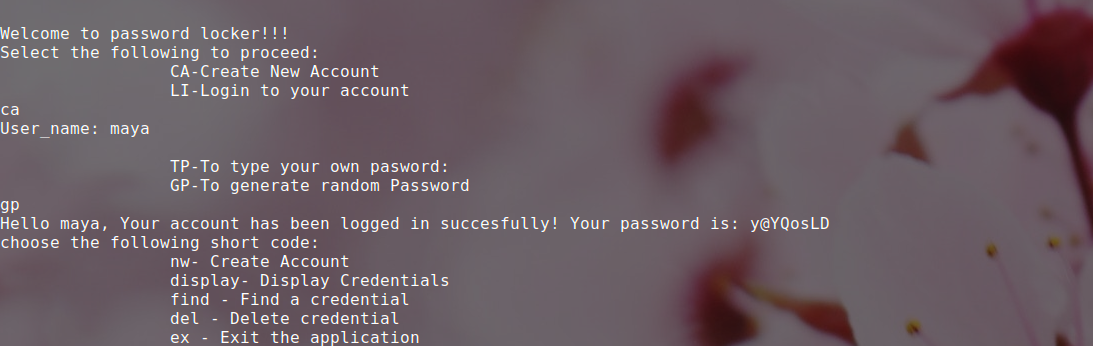 Welcome to password locker!!!
Select the following to proceed:
CA-Create New Account
LI-Login to your account
ca
User_name: maya
TP-To type your own pasword:
GP-To generate random Password
gp
Hello maya, Your account has been logged in succesfully! Your password is: y@YQosLD
choose the following short code:
nw- Create Account
display- Display Credentials
find - Find a credential
del - Delete credential
ex - Exit the application